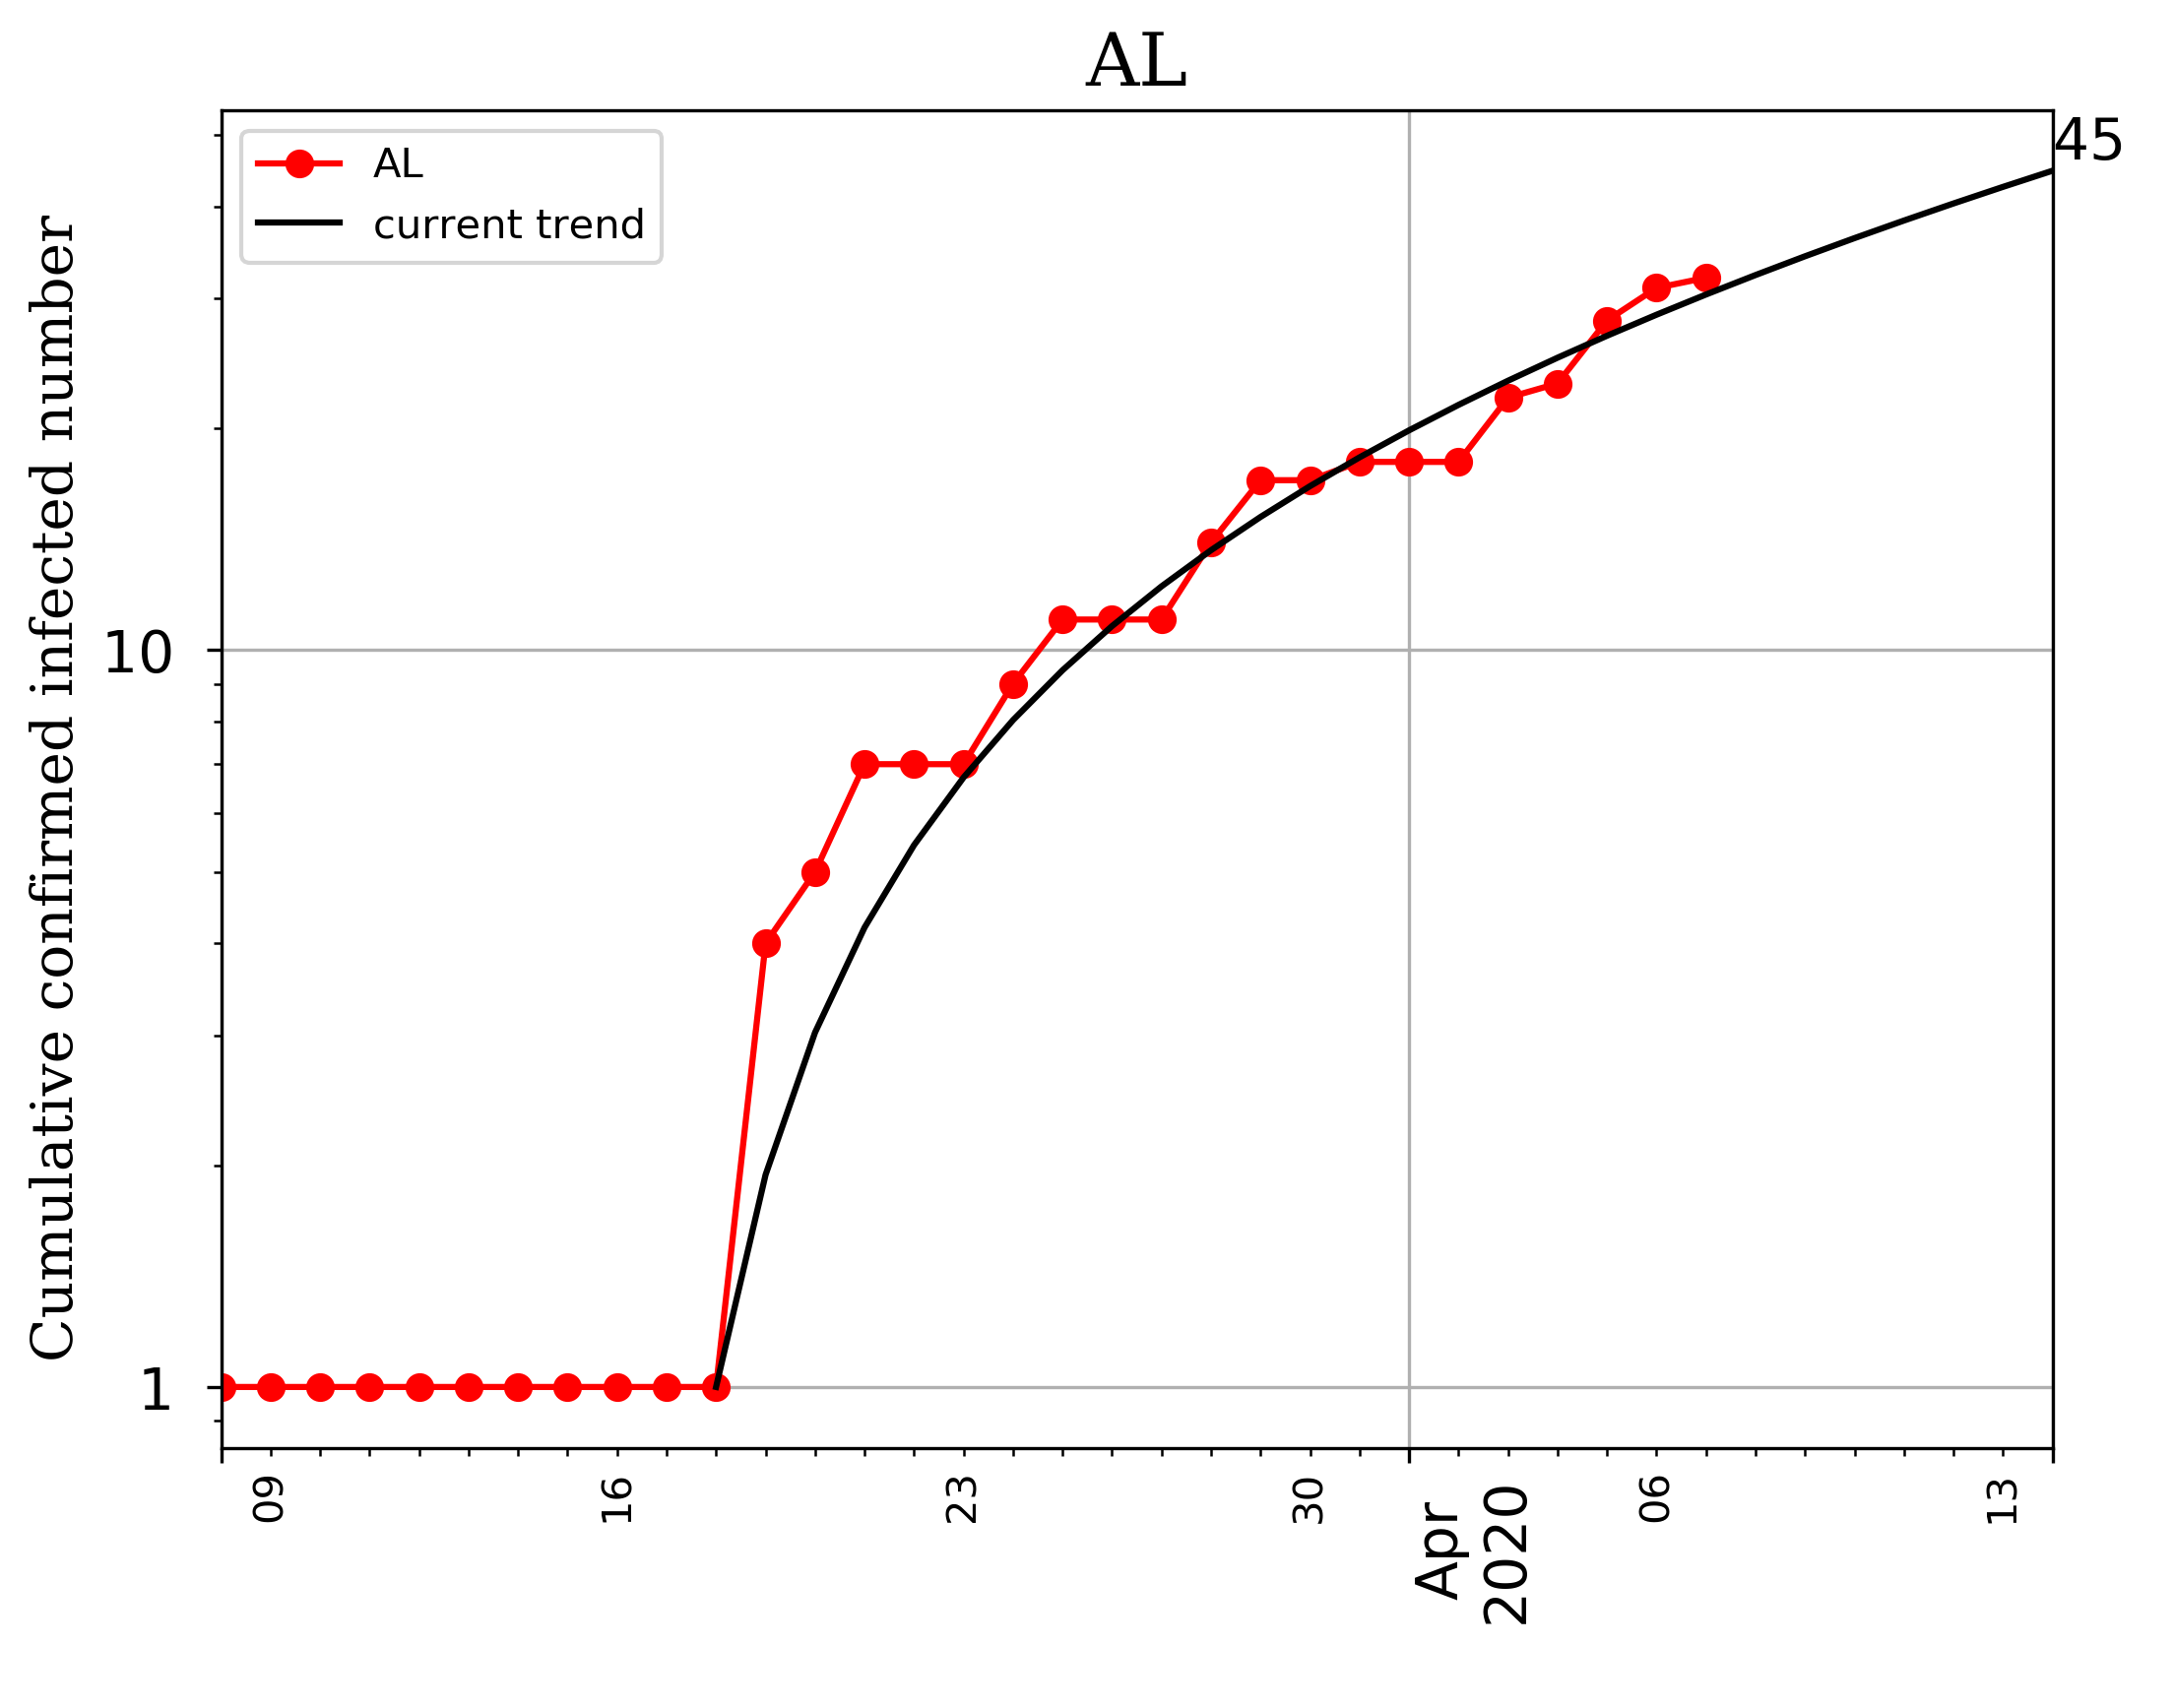 AL
45
AL
current trend
Cumulative confirmed infected number
10
1
09
16
23
30
Apr
2020
06
13